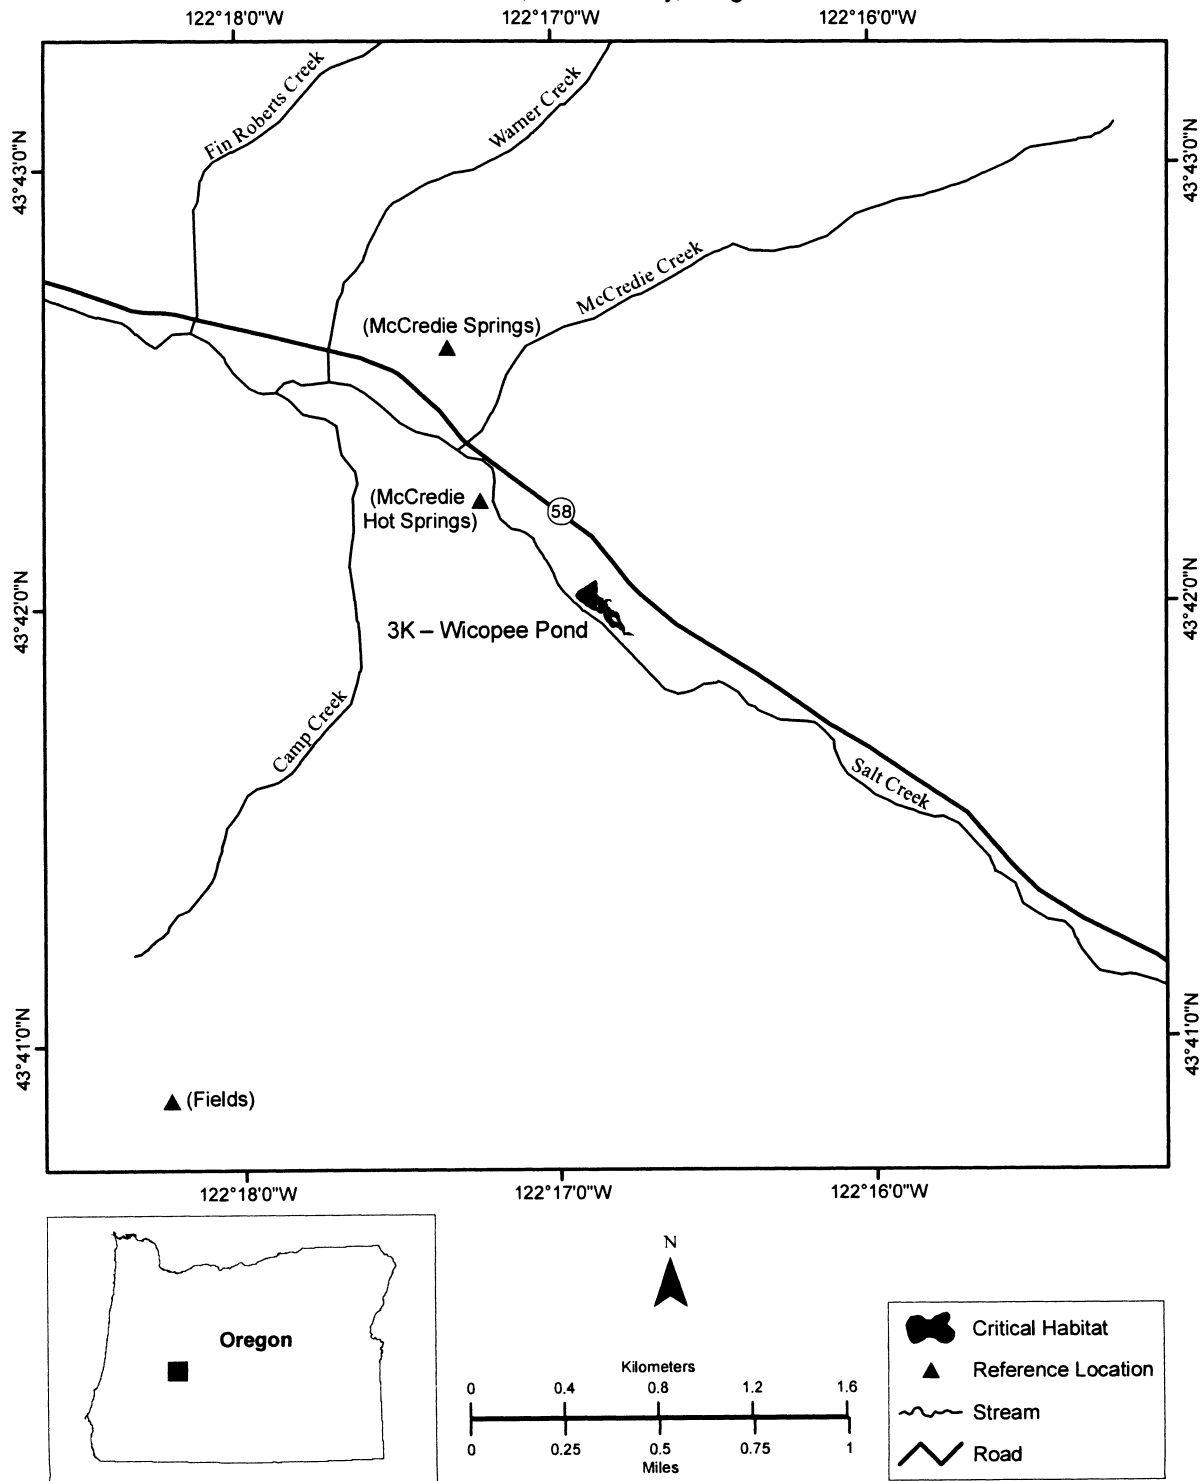 122°18'0"W 122°17'0"W 122°16'0"W
Fin Roberts Creek
Warner Creek
43°43'0"N
43°43'0"N
McCredie Creek
(McCredie Springs)
(McCredie
Hot Springs)
58
43°42'0"N
43°42'0"N
3K – Wicopee Pond
Camp Creek
Salt Creek
43°41'0"N
43°41'0"N
(Fields)
122°18'0"W 122°17'0"W 122°16'0"W
Oregon
N
Kilometers
0 0.4 0.8 1.2 1.6
0 0.25 0.5 0.75 1
Miles
Critical Habitat
Reference Location
Stream
Road